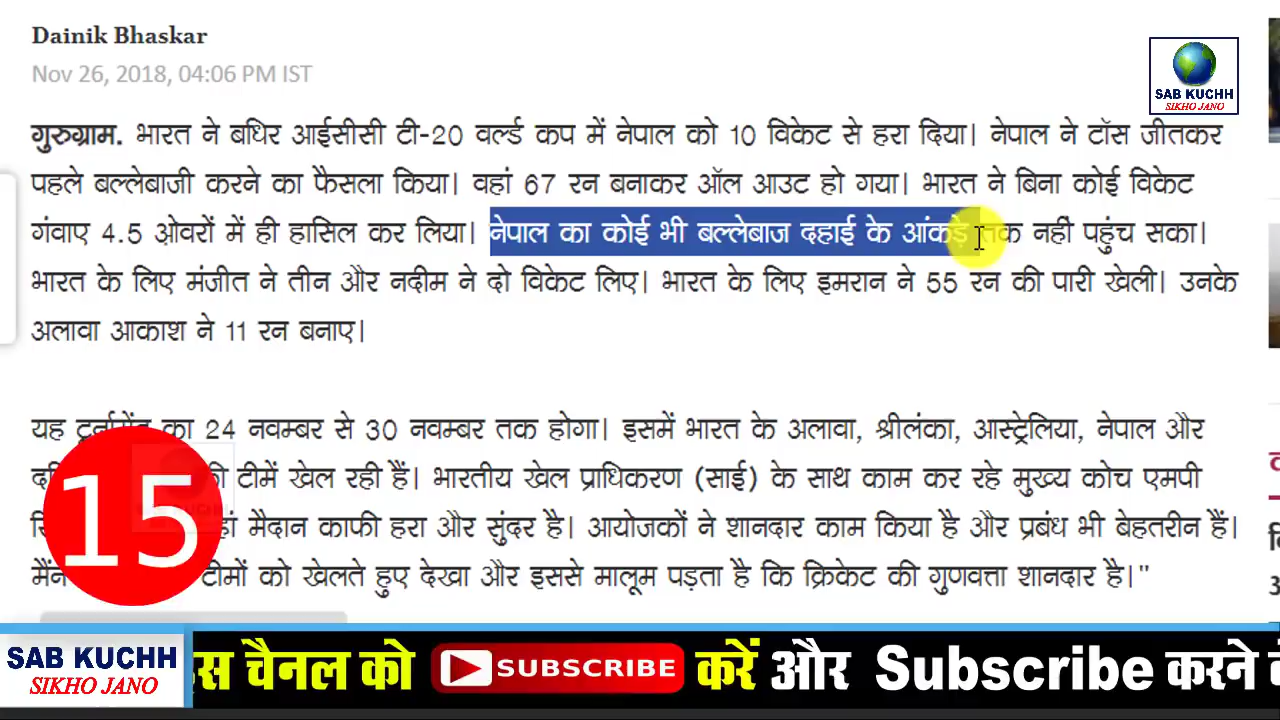 Dainik Bhaskar
Nov 26, 2018, 04:06 PM IST
SAB KUCHH
SIKHO JANO
गुरुग्राम. भारत ने बधिर आईसीसी टी-20 वर्ल्ड कप में नेपाल को 10 विकेट से हरा दिया। नेपाल ने टॉस जीतकर
पहले बल्लेबाजी करने का फैसला किया। वहां 67 रन बनाकर ऑल आउट हो गया। भारत ने बिना कोई विकेट
गंवाए 4.5 ओवरों में ही हासिल कर लिया। नेपाल का कोई भी बल्लेबाज दहाई के आंकड़े तक नहीं पहुंच सका।
भारत के लिए मंजीत ने तीन और नदीम ने दो विकेट लिए। भारत के लिए इमरान ने 55 रन की पारी खेली। उनके
अलावा आकाश ने 11 रन बनाए।
यह टूर्नामेंट का 24 नवम्बर से 30 नवम्बर तक होगा। इसमें भारत के अलावा, श्रीलंका, आस्ट्रेलिया, नेपाल और
की टीमें खेल रही हैं। भारतीय खेल प्राधिकरण (साई) के साथ काम कर रहे मुख्य कोच एमपी
मैदान काफी हरा और सुंदर है। आयोजकों ने शानदार काम किया है और प्रबंध भी बेहतरीन हैं।
टीमों को खेलते हुए देखा और इससे मालूम पड़ता है कि क्रिकेट की गुणवत्ता शानदार है।"
15
SAB KUCHH
SIKHO JANO
चैनल को SUBSCRIBE करें और Subscribe करने